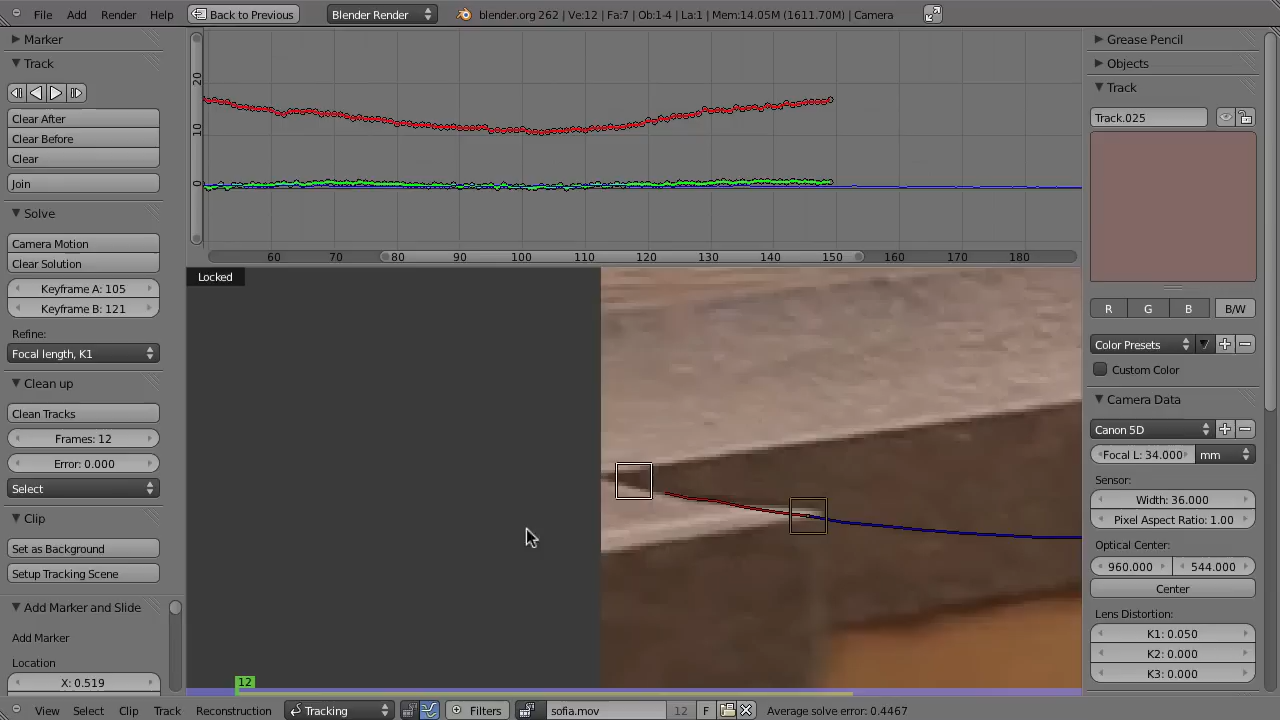 File Add Render Help Back to Previous Blender Render blender.org 262 | Ve:12 | Fa:7 | Ob:1-4 | La:1 | Mem:14.05M (1611.70M) | Camera
Marker
Track
Clear After
Clear Before
Clear
Join
Solve
Camera Motion
Clear Solution
Keyframe A: 105
Keyframe B: 121
Refine:
Focal length, K1
Clean up
Clean Tracks
Frames: 12
Error: 0.000
Select
Clip
Set as Background
Setup Tracking Scene
Add Marker and Slide
Add Marker
Location
X: 0.519
20
10
0
60 70 80 90 100 110 120 130 140 150 160 170 180
Locked
12
Grease Pencil
Objects
Track
Track.025
R G B B/W
Color Presets
Custom Color
Camera Data
Canon 5D
Focal L: 34.000 mm
Sensor:
Width: 36.000
Pixel Aspect Ratio: 1.00
Optical Center:
960.000 544.000
Center
Lens Distortion:
K1: 0.050
K2: 0.000
K3: 0.000
View Select Clip Track Reconstruction Tracking Filters sofia.mov 12 F Average solve error: 0.4467